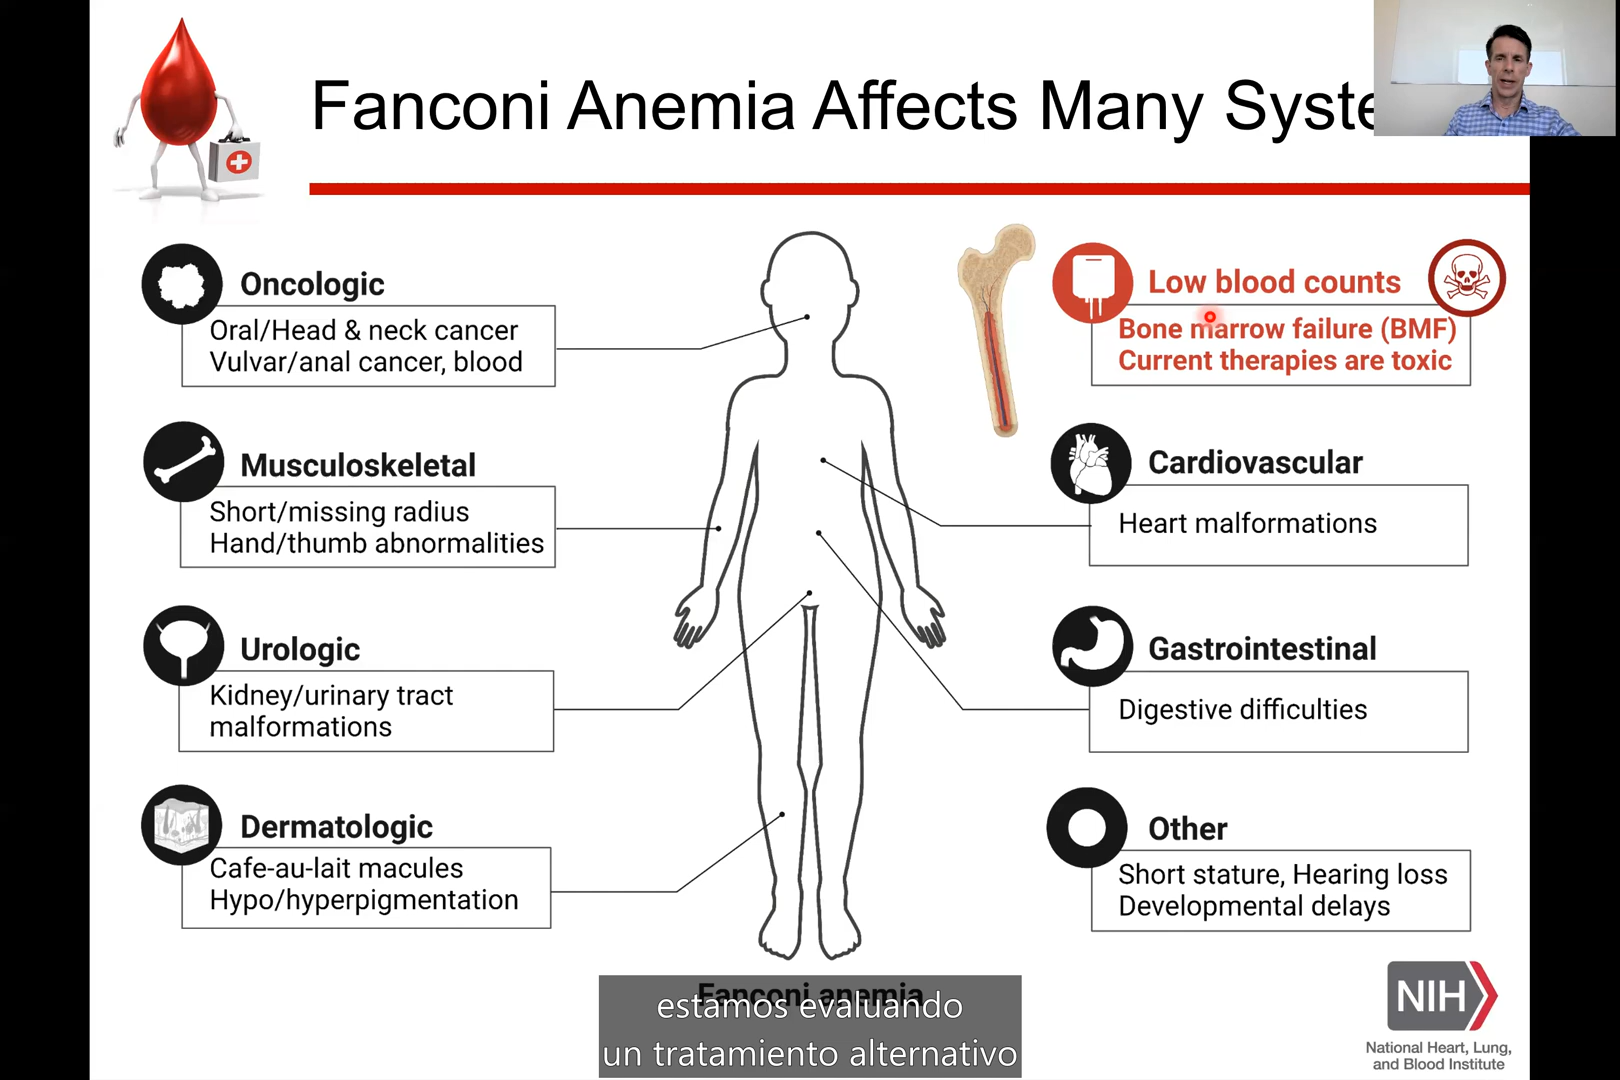 Fanconi Anemia Affects Many Syste
Oncologic
Oral/Head & neck cancer
Vulvar/anal cancer, blood
Musculoskeletal
Short/missing radius
Hand/thumb abnormalities
Urologic
Kidney/urinary tract
malformations
Dermatologic
Cafe-au-lait macules
Hypo/hyperpigmentation
Low blood counts
Bone marrow failure (BMF)
Current therapies are toxic
Cardiovascular
Heart malformations
Gastrointestinal
Digestive difficulties
Other
Short stature, Hearing loss
Developmental delays
Fanconi anemia
estamos evaluando
un tratamiento alternativo
NIH
National Heart, Lung,
and Blood Institute